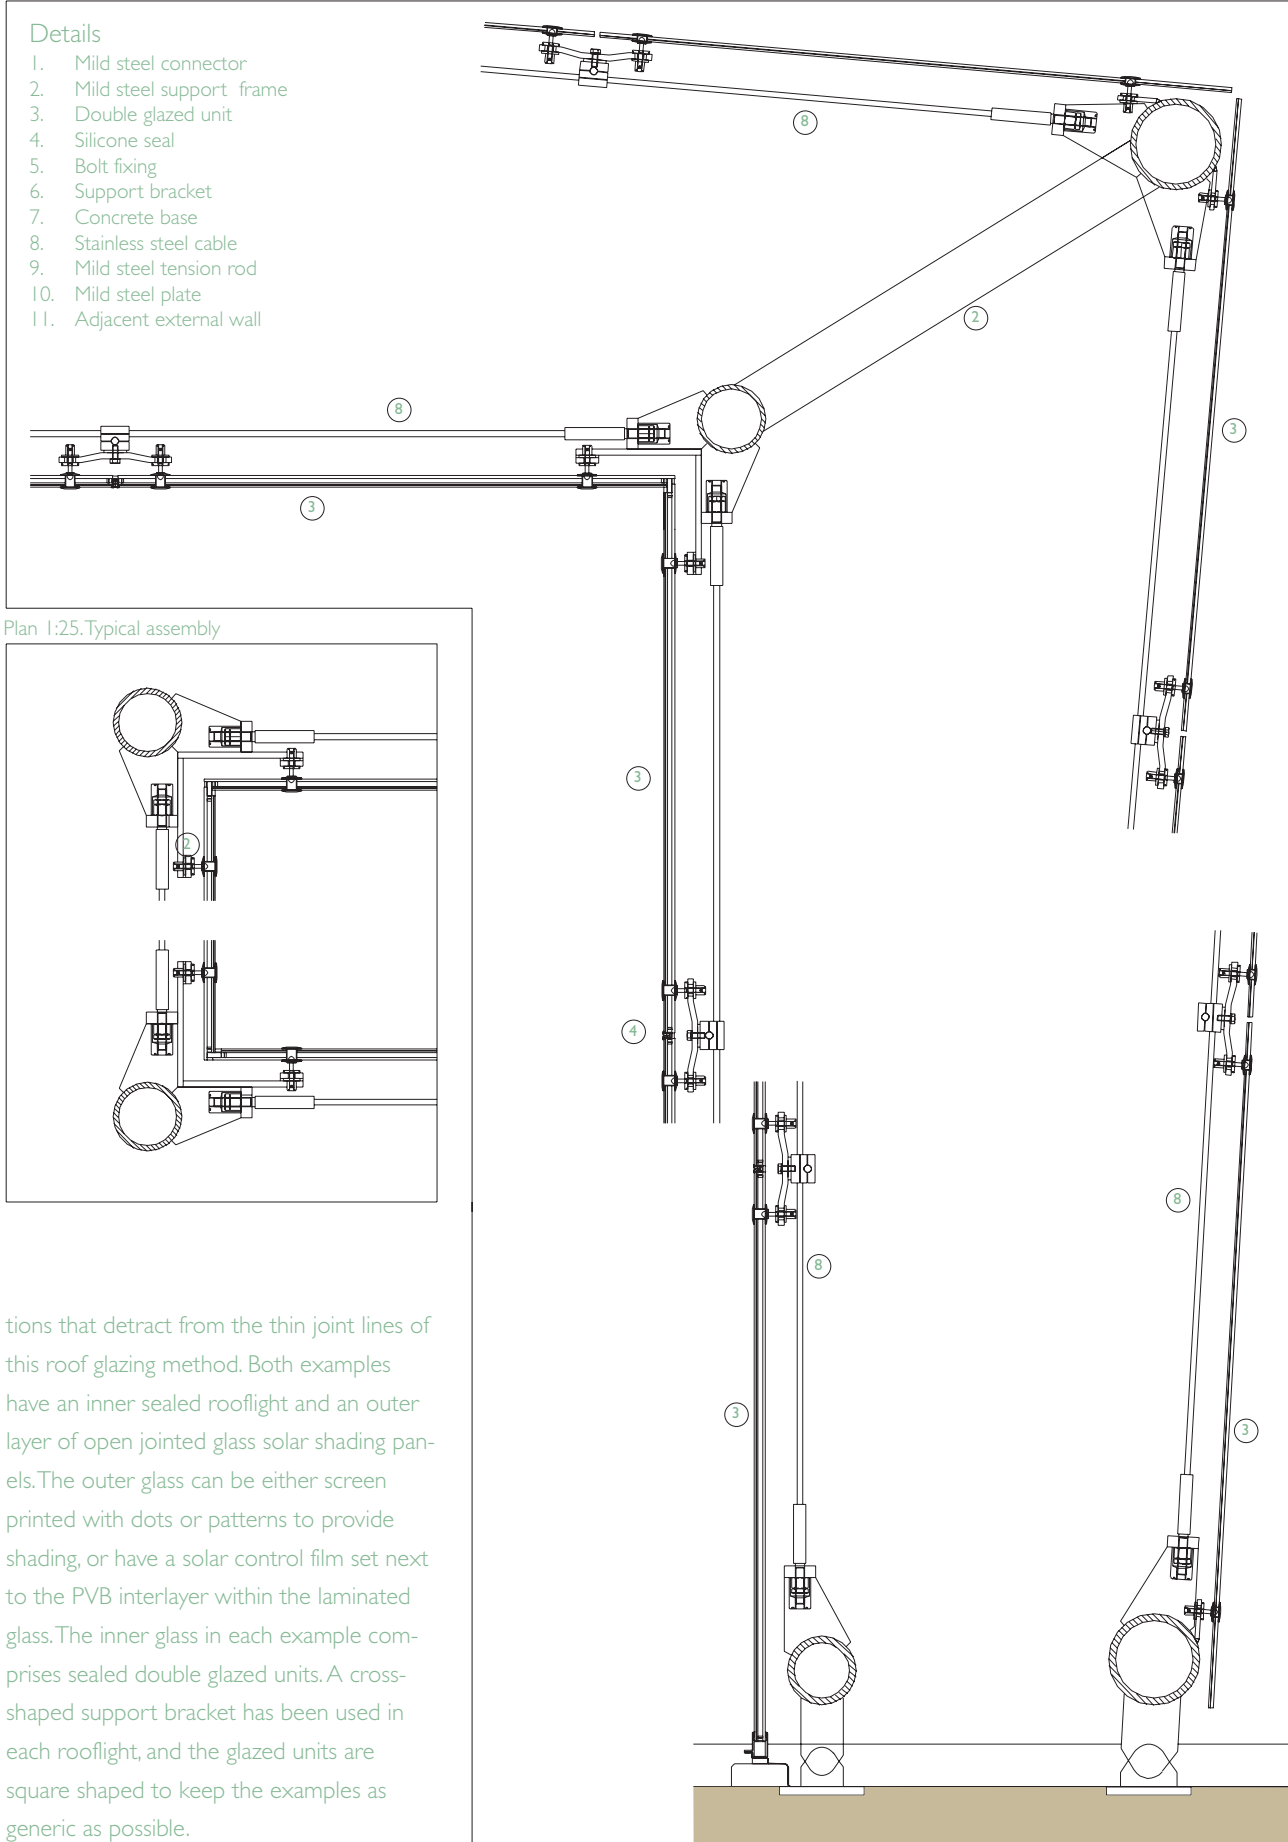 Details
1. Mild steel connector
2. Mild steel support frame
3. Double glazed unit
4. Silicone seal
5. Bolt fixing
6. Support bracket
7. Concrete base
8. Stainless steel cable
9. Mild steel tension rod
10. Mild steel plate
11. Adjacent external wall
8
2
8
3
3
3
4
Plan 1:25. Typical assembly
2
8
8
3
3
tions that detract from the thin joint lines of
this roof glazing method. Both examples
have an inner sealed rooflight and an outer
layer of open jointed glass solar shading pan-
els. The outer glass can be either screen
printed with dots or patterns to provide
shading, or have a solar control film set next
to the PVB interlayer within the laminated
glass. The inner glass in each example com-
prises sealed double glazed units. A cross-
shaped support bracket has been used in
each rooflight, and the glazed units are
square shaped to keep the examples as
generic as possible.